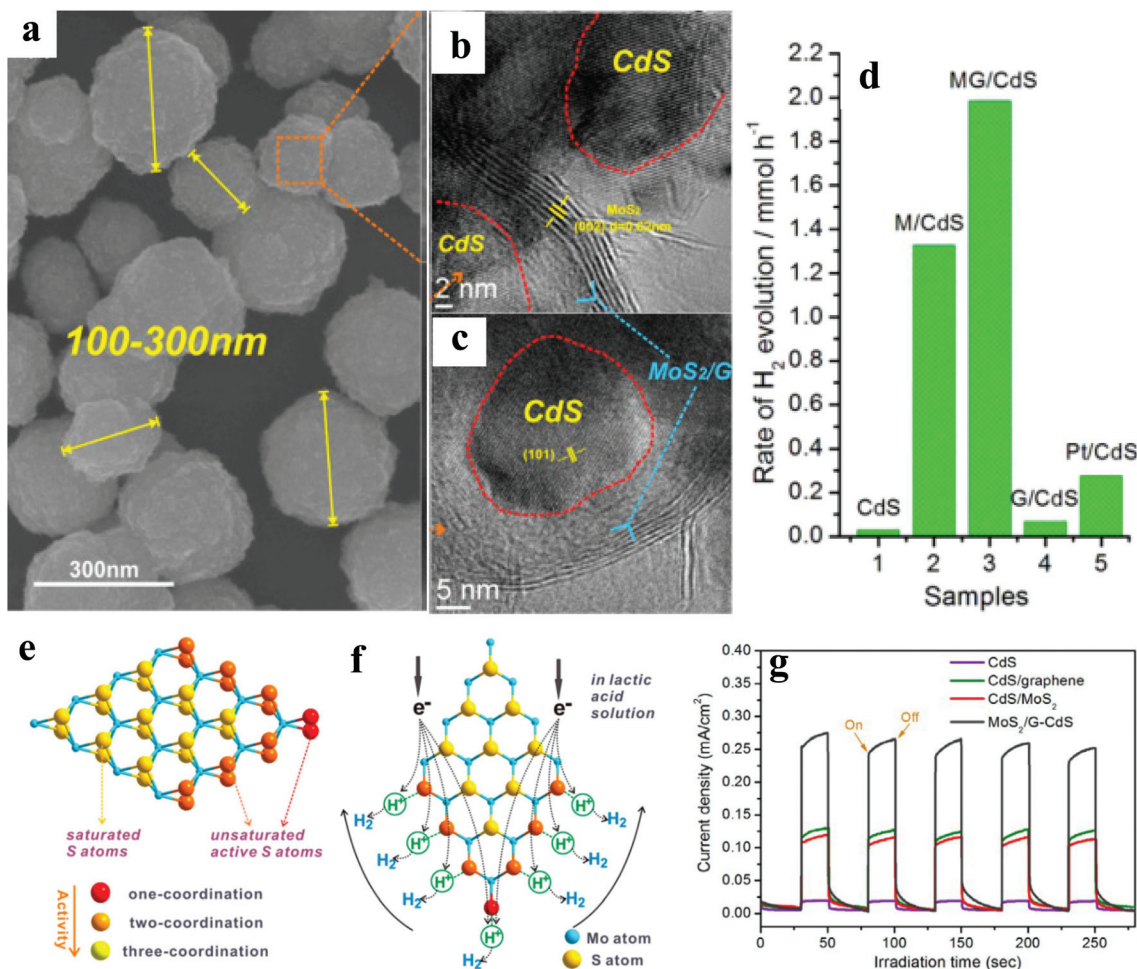 a
100-300nm
300nm
b
CdS
MoS₂
(002) d=0.62nm
CdS
2 nm
c
MoS₂/G
CdS
(101)
5 nm
d
Rate of H₂ evolution / mmol h⁻¹
2.2
2.0
1.8
1.6
1.4
1.2
1.0
0.8
0.6
0.4
0.2
0.0
CdS
M/CdS
MG/CdS
G/CdS
Pt/CdS
1 2 3 4 5
Samples
e
saturated
S atoms
unsaturated
active S atoms
Activity
one-coordination
two-coordination
three-coordination
f
e-
e-
in lactic
acid
solution
H⁺
H⁺
H₂
H₂
H⁺
H⁺
H₂
H₂
H⁺
H⁺
H₂
H₂
H⁺
H₂
Mo atom
S atom
g
Current density (mA/cm²)
0.40
0.35
0.30
0.25
0.20
0.15
0.10
0.05
0.00
CdS
CdS/graphene
CdS/MoS₂
MoS₂/G-CdS
On
Off
0 50 100 150 200 250
Irradiation time (sec)